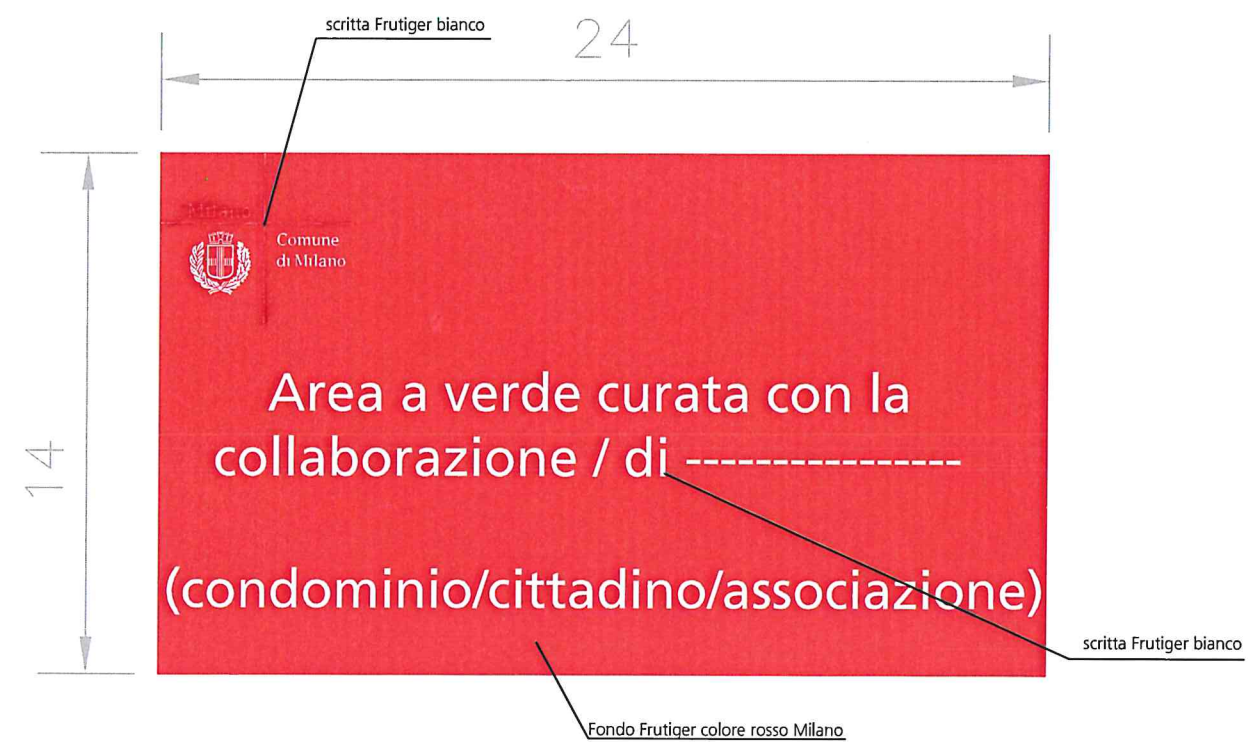 scritta Frutiger bianco
24
14
Milano
Comune
di Milano
Area a verde curata con la
collaborazione / di ----------------
(condominio/cittadino/associazione)
scritta Frutiger bianco
Fondo Frutiger colore rosso Milano